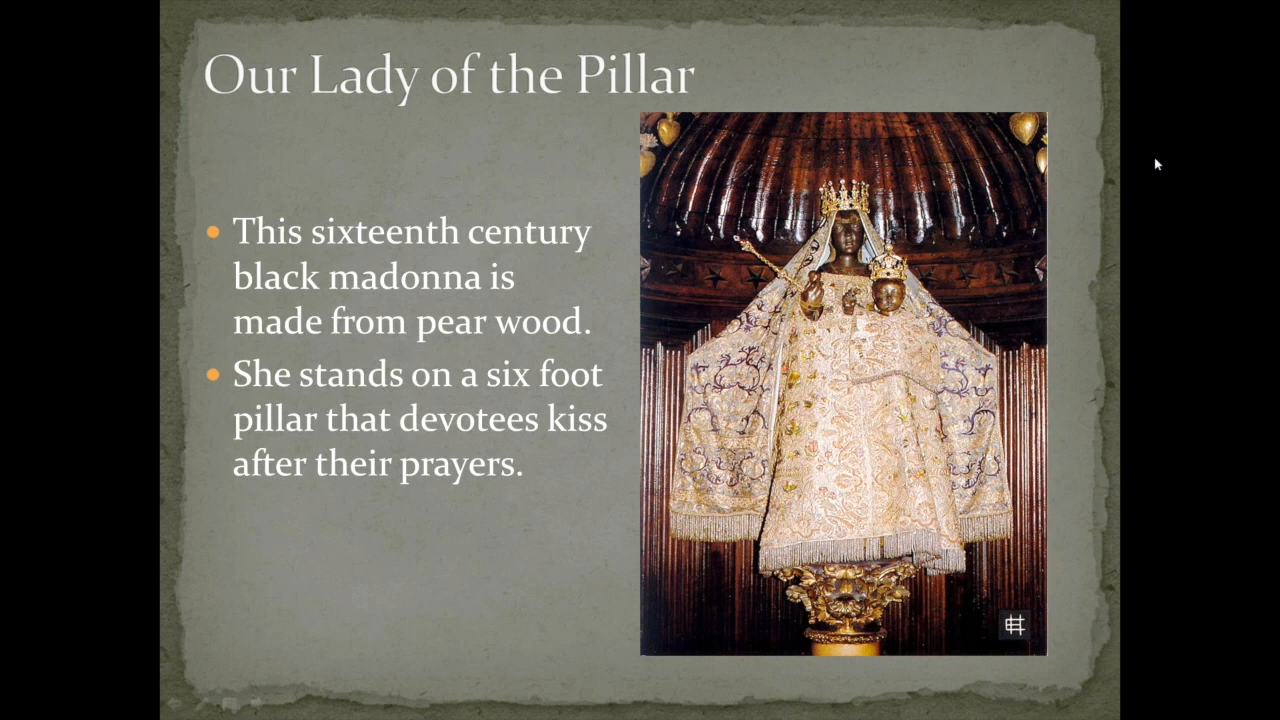 Our Lady of the Pillar
This sixteenth century
black madonna is
made from pear wood.
She stands on a six foot
pillar that devotees kiss
after their prayers.